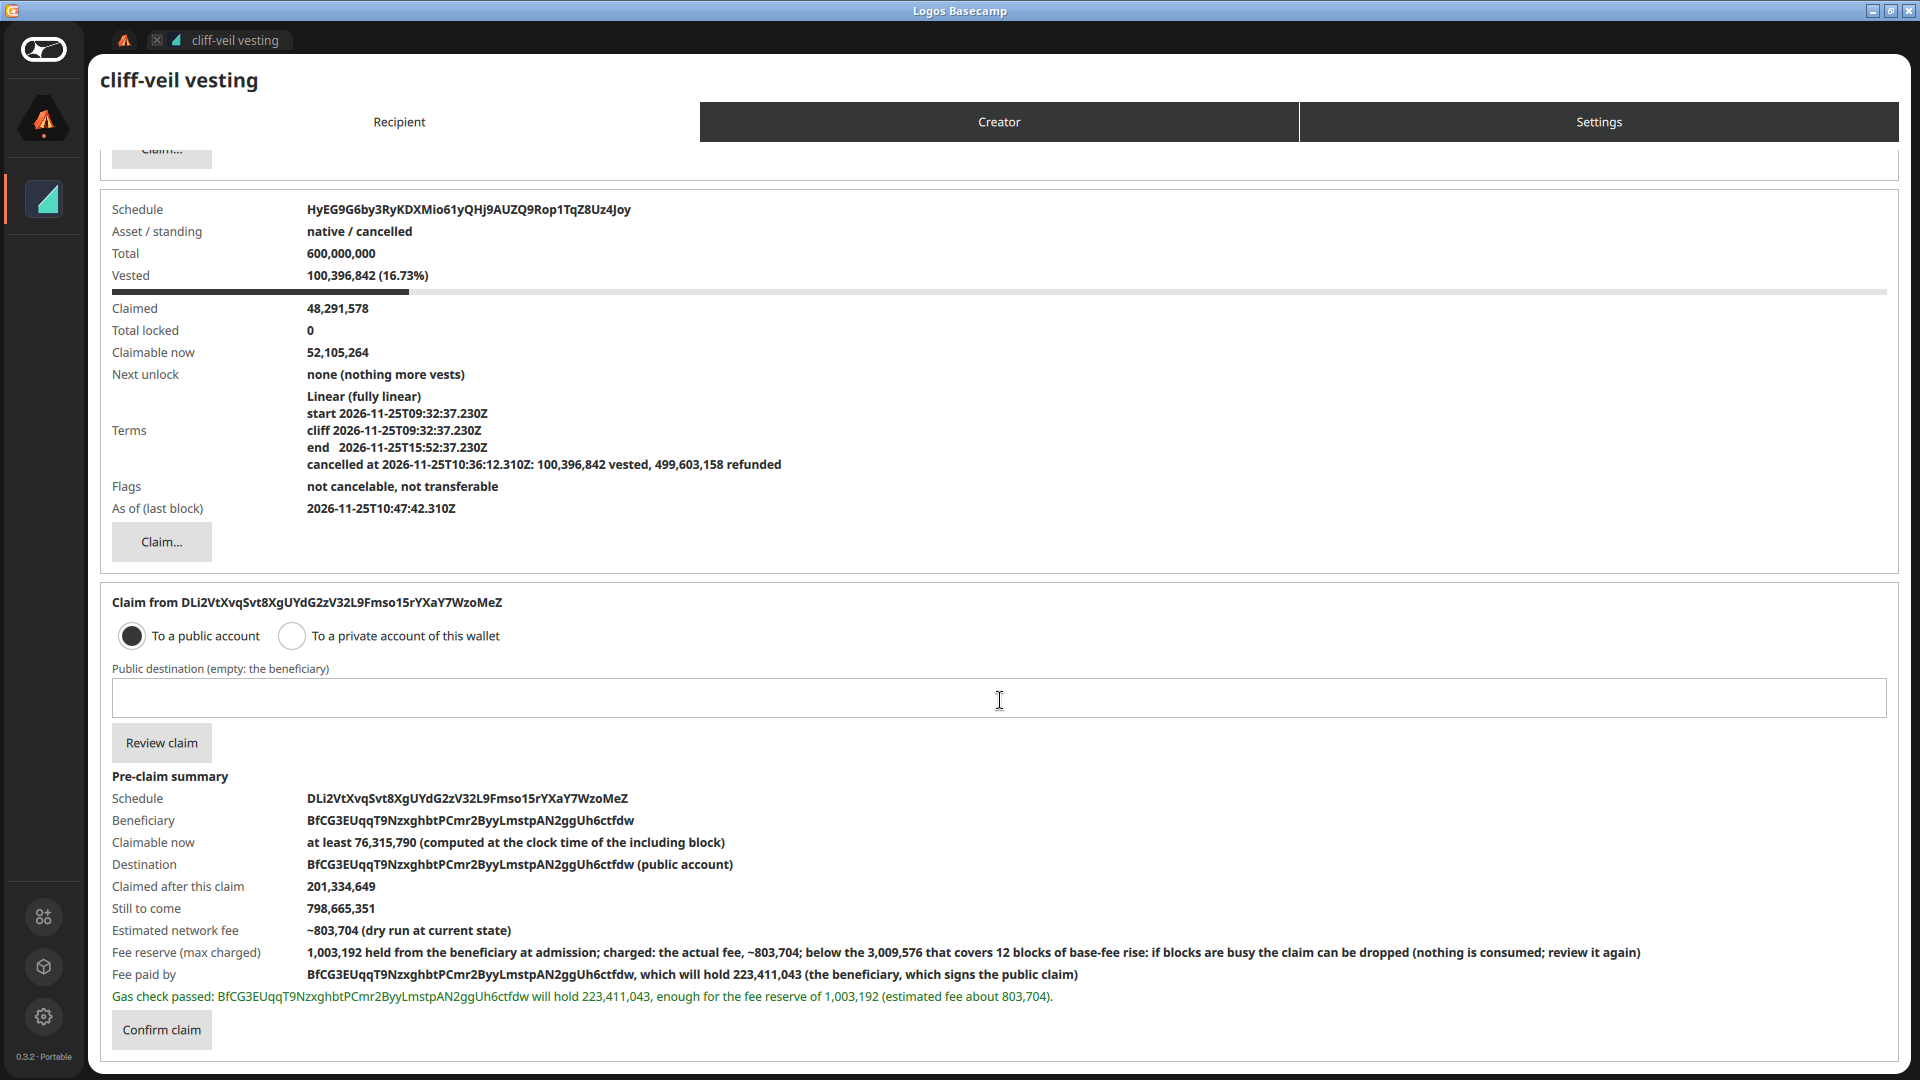 Logos Basecamp
cliff-veil vesting
cliff-veil vesting
Recipient
Creator
Settings
Claim...
Schedule HyEG9G6by3RyKDXMio61yQHj9AUZQ9Rop1TqZ8Uz4Joy
Asset / standing native / cancelled
Total 600,000,000
Vested 100,396,842 (16.73%)
Claimed 48,291,578
Total locked 0
Claimable now 52,105,264
Next unlock none (nothing more vests)
Terms Linear (fully linear)
start 2026-11-25T09:32:37.230Z
cliff 2026-11-25T09:32:37.230Z
end 2026-11-25T15:52:37.230Z
cancelled at 2026-11-25T10:36:12.310Z: 100,396,842 vested, 499,603,158 refunded
Flags not cancelable, not transferable
As of (last block) 2026-11-25T10:47:42.310Z
Claim...
Claim from DLi2VtXvqSvt8XgUYdG2zV32L9Fmso15rYXaY7WzoMeZ
To a public account To a private account of this wallet
Public destination (empty: the beneficiary)
Review claim
Pre-claim summary
Schedule DLi2VtXvqSvt8XgUYdG2zV32L9Fmso15rYXaY7WzoMeZ
Beneficiary BfCG3EUqqT9NzxghbtPCmr2ByyLmstpAN2ggUh6ctfdw
Claimable now at least 76,315,790 (computed at the clock time of the including block)
Destination BfCG3EUqqT9NzxghbtPCmr2ByyLmstpAN2ggUh6ctfdw (public account)
Claimed after this claim 201,334,649
Still to come 798,665,351
Estimated network fee ~803,704 (dry run at current state)
Fee reserve (max charged) 1,003,192 held from the beneficiary at admission; charged: the actual fee, ~803,704; below the 3,009,576 that covers 12 blocks of base-fee rise: if blocks are busy the claim can be dropped (nothing is consumed; review it again)
Fee paid by BfCG3EUqqT9NzxghbtPCmr2ByyLmstpAN2ggUh6ctfdw, which will hold 223,411,043 (the beneficiary, which signs the public claim)
Gas check passed: BfCG3EUqqT9NzxghbtPCmr2ByyLmstpAN2ggUh6ctfdw will hold 223,411,043, enough for the fee reserve of 1,003,192 (estimated fee about 803,704).
Confirm claim
0.3.2 · Portable